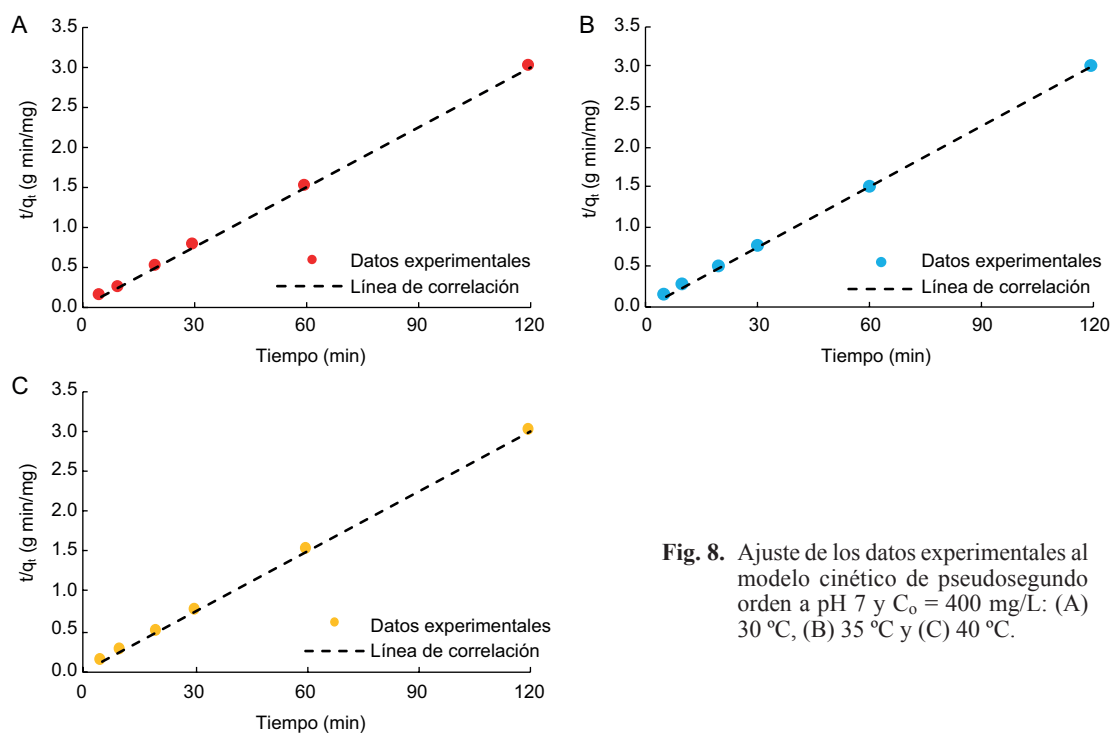 A
3.5
3.0
2.5
2.0
1.5
1.0
0.5
0.0
t/qt (g min/mg)
0 30 60 90 120
Tiempo (min)
Datos experimentales
Línea de correlación
B
3.5
3.0
2.5
2.0
1.5
1.0
0.5
0.0
t/qt (g min/mg)
0 30 60 90 120
Tiempo (min)
Datos experimentales
Línea de correlación
C
3.5
3.0
2.5
2.0
1.5
1.0
0.5
0.0
t/qt (g min/mg)
0 30 60 90 120
Tiempo (min)
Datos experimentales
Línea de correlación
Fig. 8. Ajuste de los datos experimentales al
modelo cinético de pseudosegundo
orden a pH 7 y Co = 400 mg/L: (A)
30 ºC, (B) 35 ºC y (C) 40 ºC.